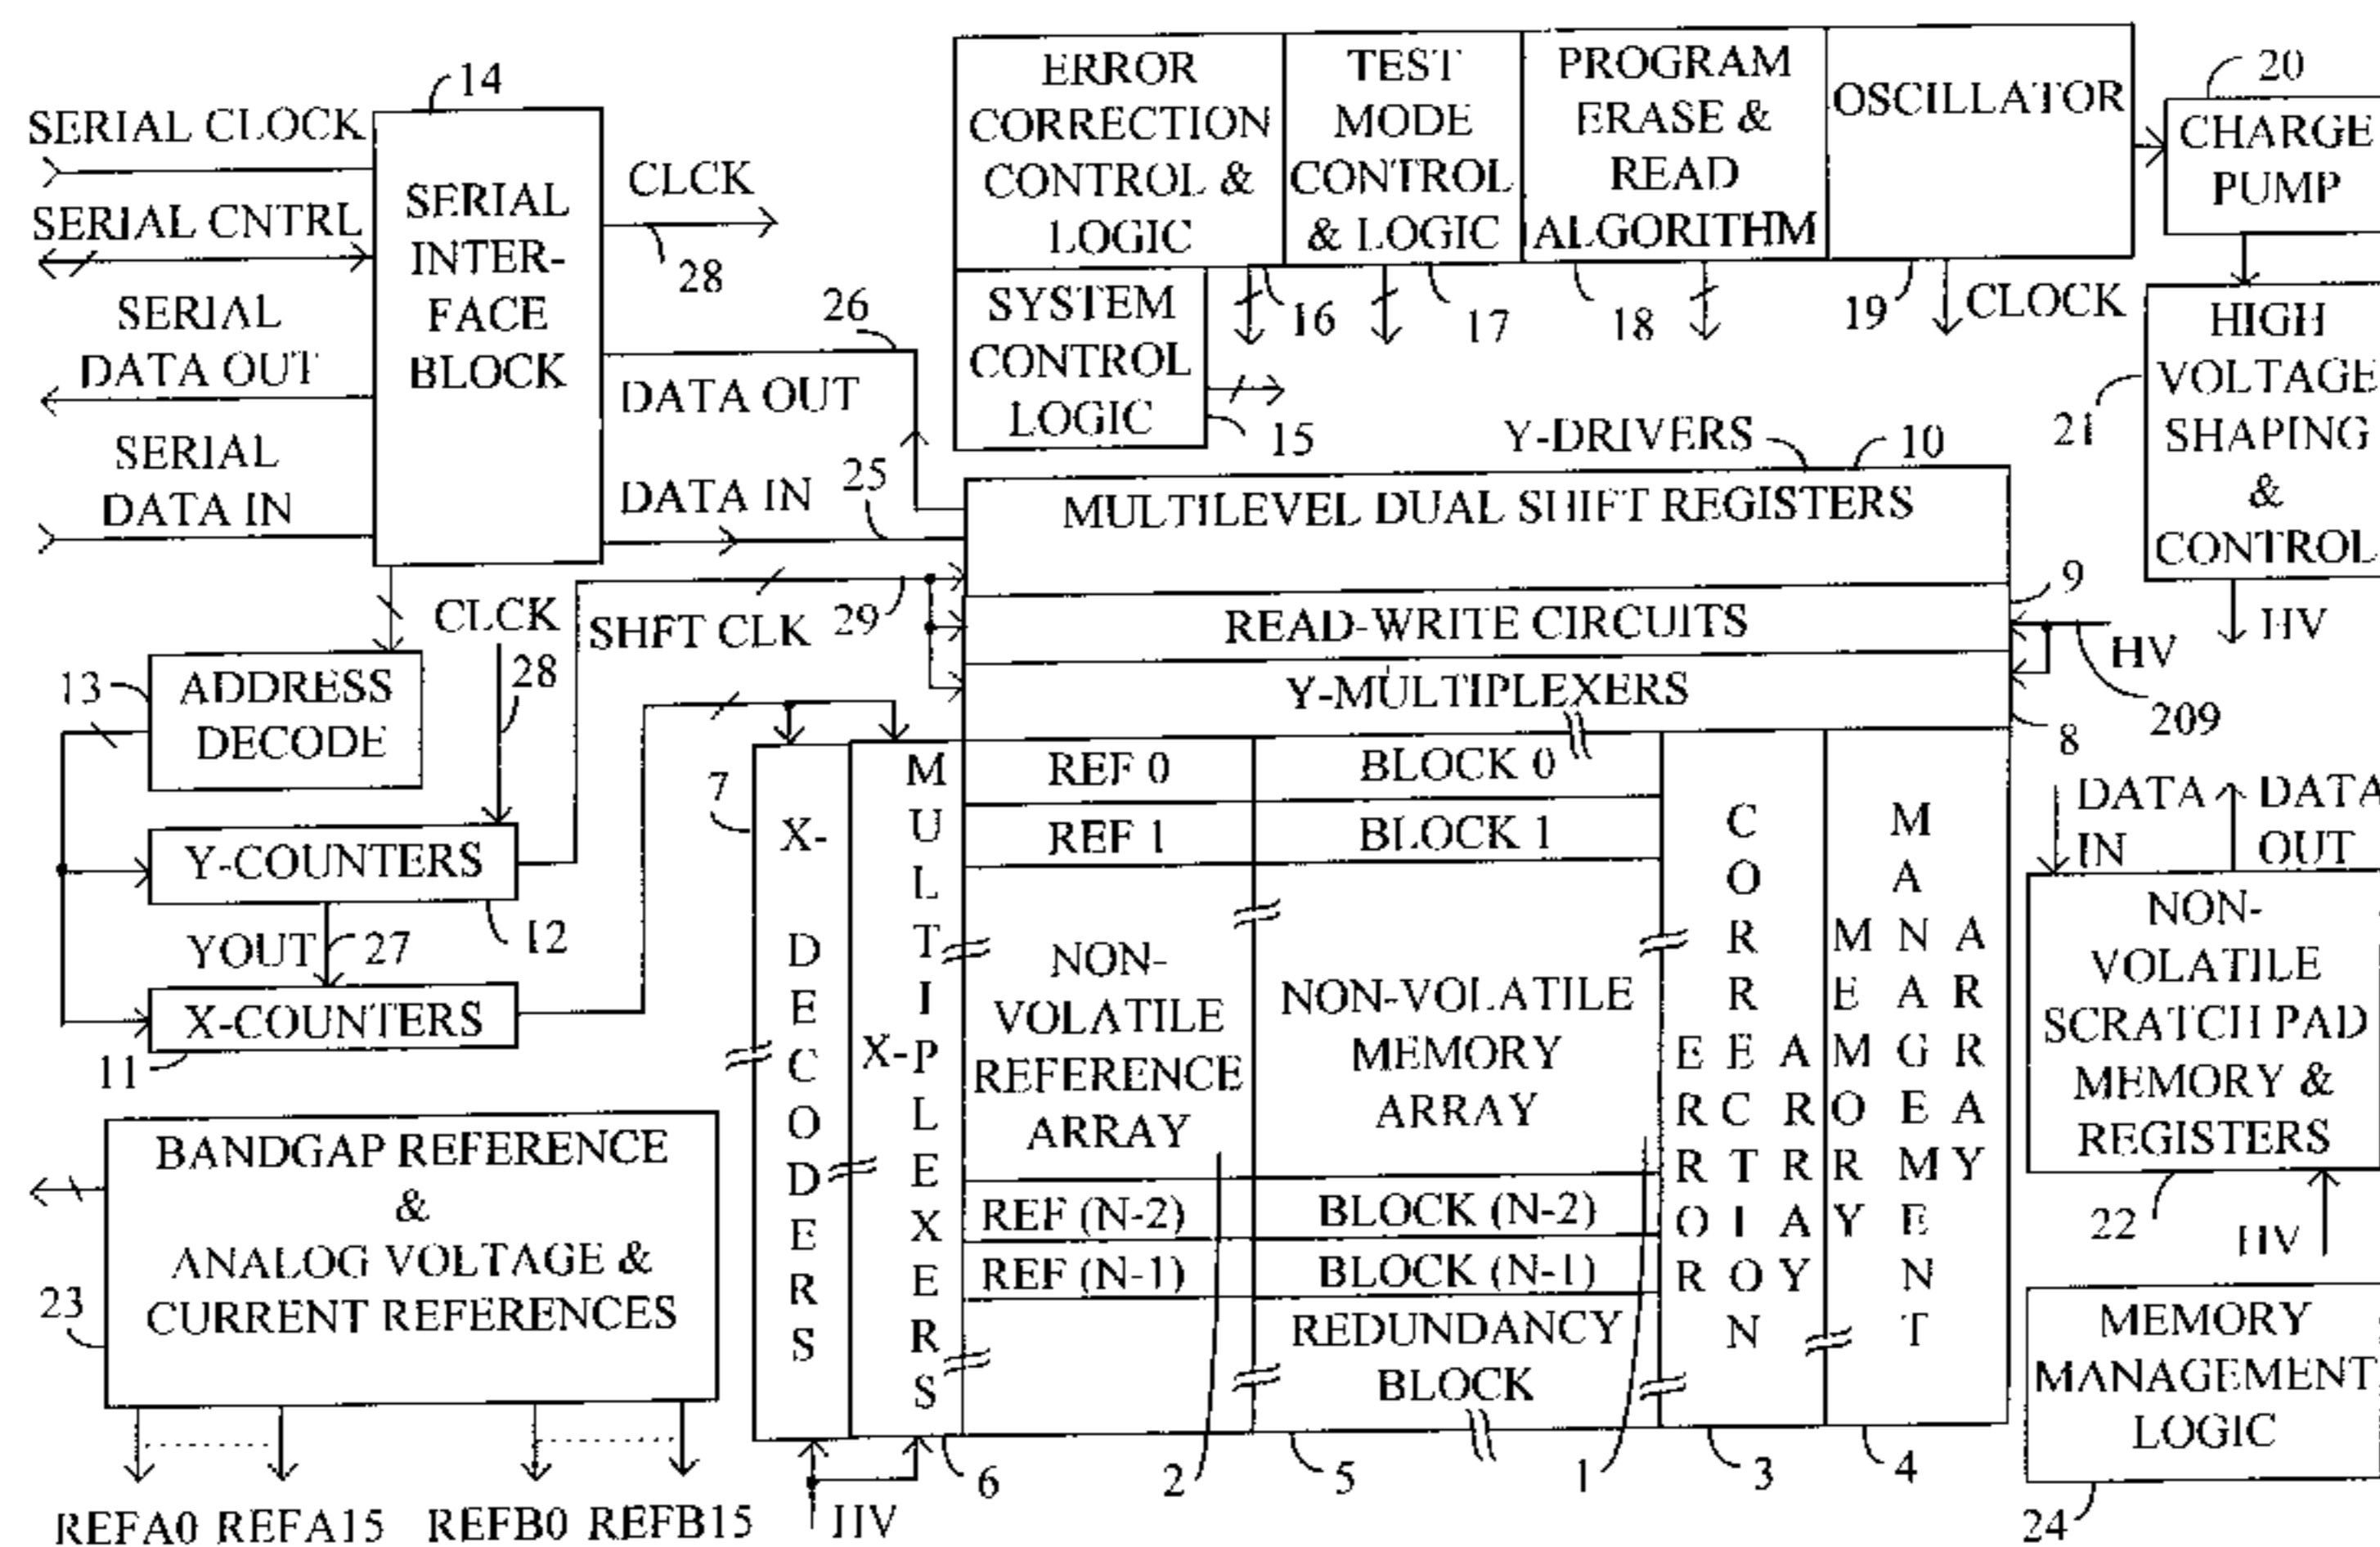 14
SERIAL CLOCK
SERIAL CNTRL
SERIAL
DATA OUT
SERIAL
DATA IN
SERIAL
INTER-
FACE
BLOCK
CLCK
28
26
DATA OUT
DATA IN
25
ERROR
CORRECTION
CONTROL &
LOGIC
TEST
MODE
CONTROL
& LOGIC
PROGRAM
ERASE &
READ
ALGORITHM
OSCILLATOR
20
CHARGE
PUMP
SYSTEM
CONTROL
LOGIC
15
16
17
18
19
CLOCK
21
HIGH
VOLTAGE
SHAPING
&
CONTROL
HV
Y-DRIVERS
10
MULTILEVEL DUAL SHIFT REGISTERS
9
READ-WRITE CIRCUITS
HV
Y-MULTIPLEXERS
209
8
SHFT CLK
29
CLCK
28
13
ADDRESS
DECODE
Y-COUNTERS
12
YOUT
27
X-COUNTERS
11
7
X-
DECODERS
X-
MULTIPLEXERS
REF 0
BLOCK 0
REF 1
BLOCK 1
NON-
VOLATILE
REFERENCE
ARRAY
NON-VOLATILE
MEMORY
ARRAY
REF (N-2)
BLOCK (N-2)
REF (N-1)
BLOCK (N-1)
REDUNDANCY
BLOCK
ERROR
CORRECTION
ARRAY
MEMORY
MANAGEMENT
ARRAY
DATA
IN
DATA
OUT
NON-
VOLATILE
SCRATCH PAD
MEMORY &
REGISTERS
22
HV
MEMORY
MANAGEMENT
LOGIC
24
BANDGAP REFERENCE
&
ANALOG VOLTAGE &
CURRENT REFERENCES
23
REFA0 REFA15 REFB0 REFB15
HV
6
2
5
1
3
4